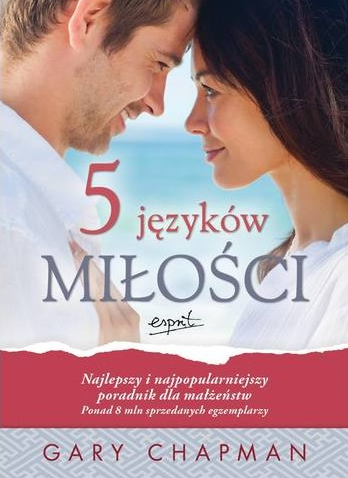 5 języków
MIŁOŚCI
esprit
Najlepszy i najpopularniejszy
poradnik dla małżeństw
Ponad 8 mln sprzedanych egzemplarzy
GARY CHAPMAN